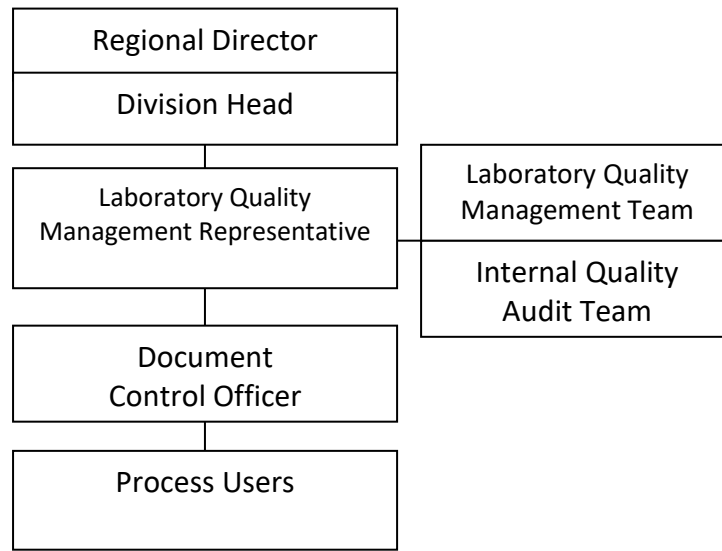 Regional Director
Division Head
Laboratory Quality
Management Representative
Laboratory Quality
Management Team
Internal Quality
Audit Team
Document
Control Officer
Process Users